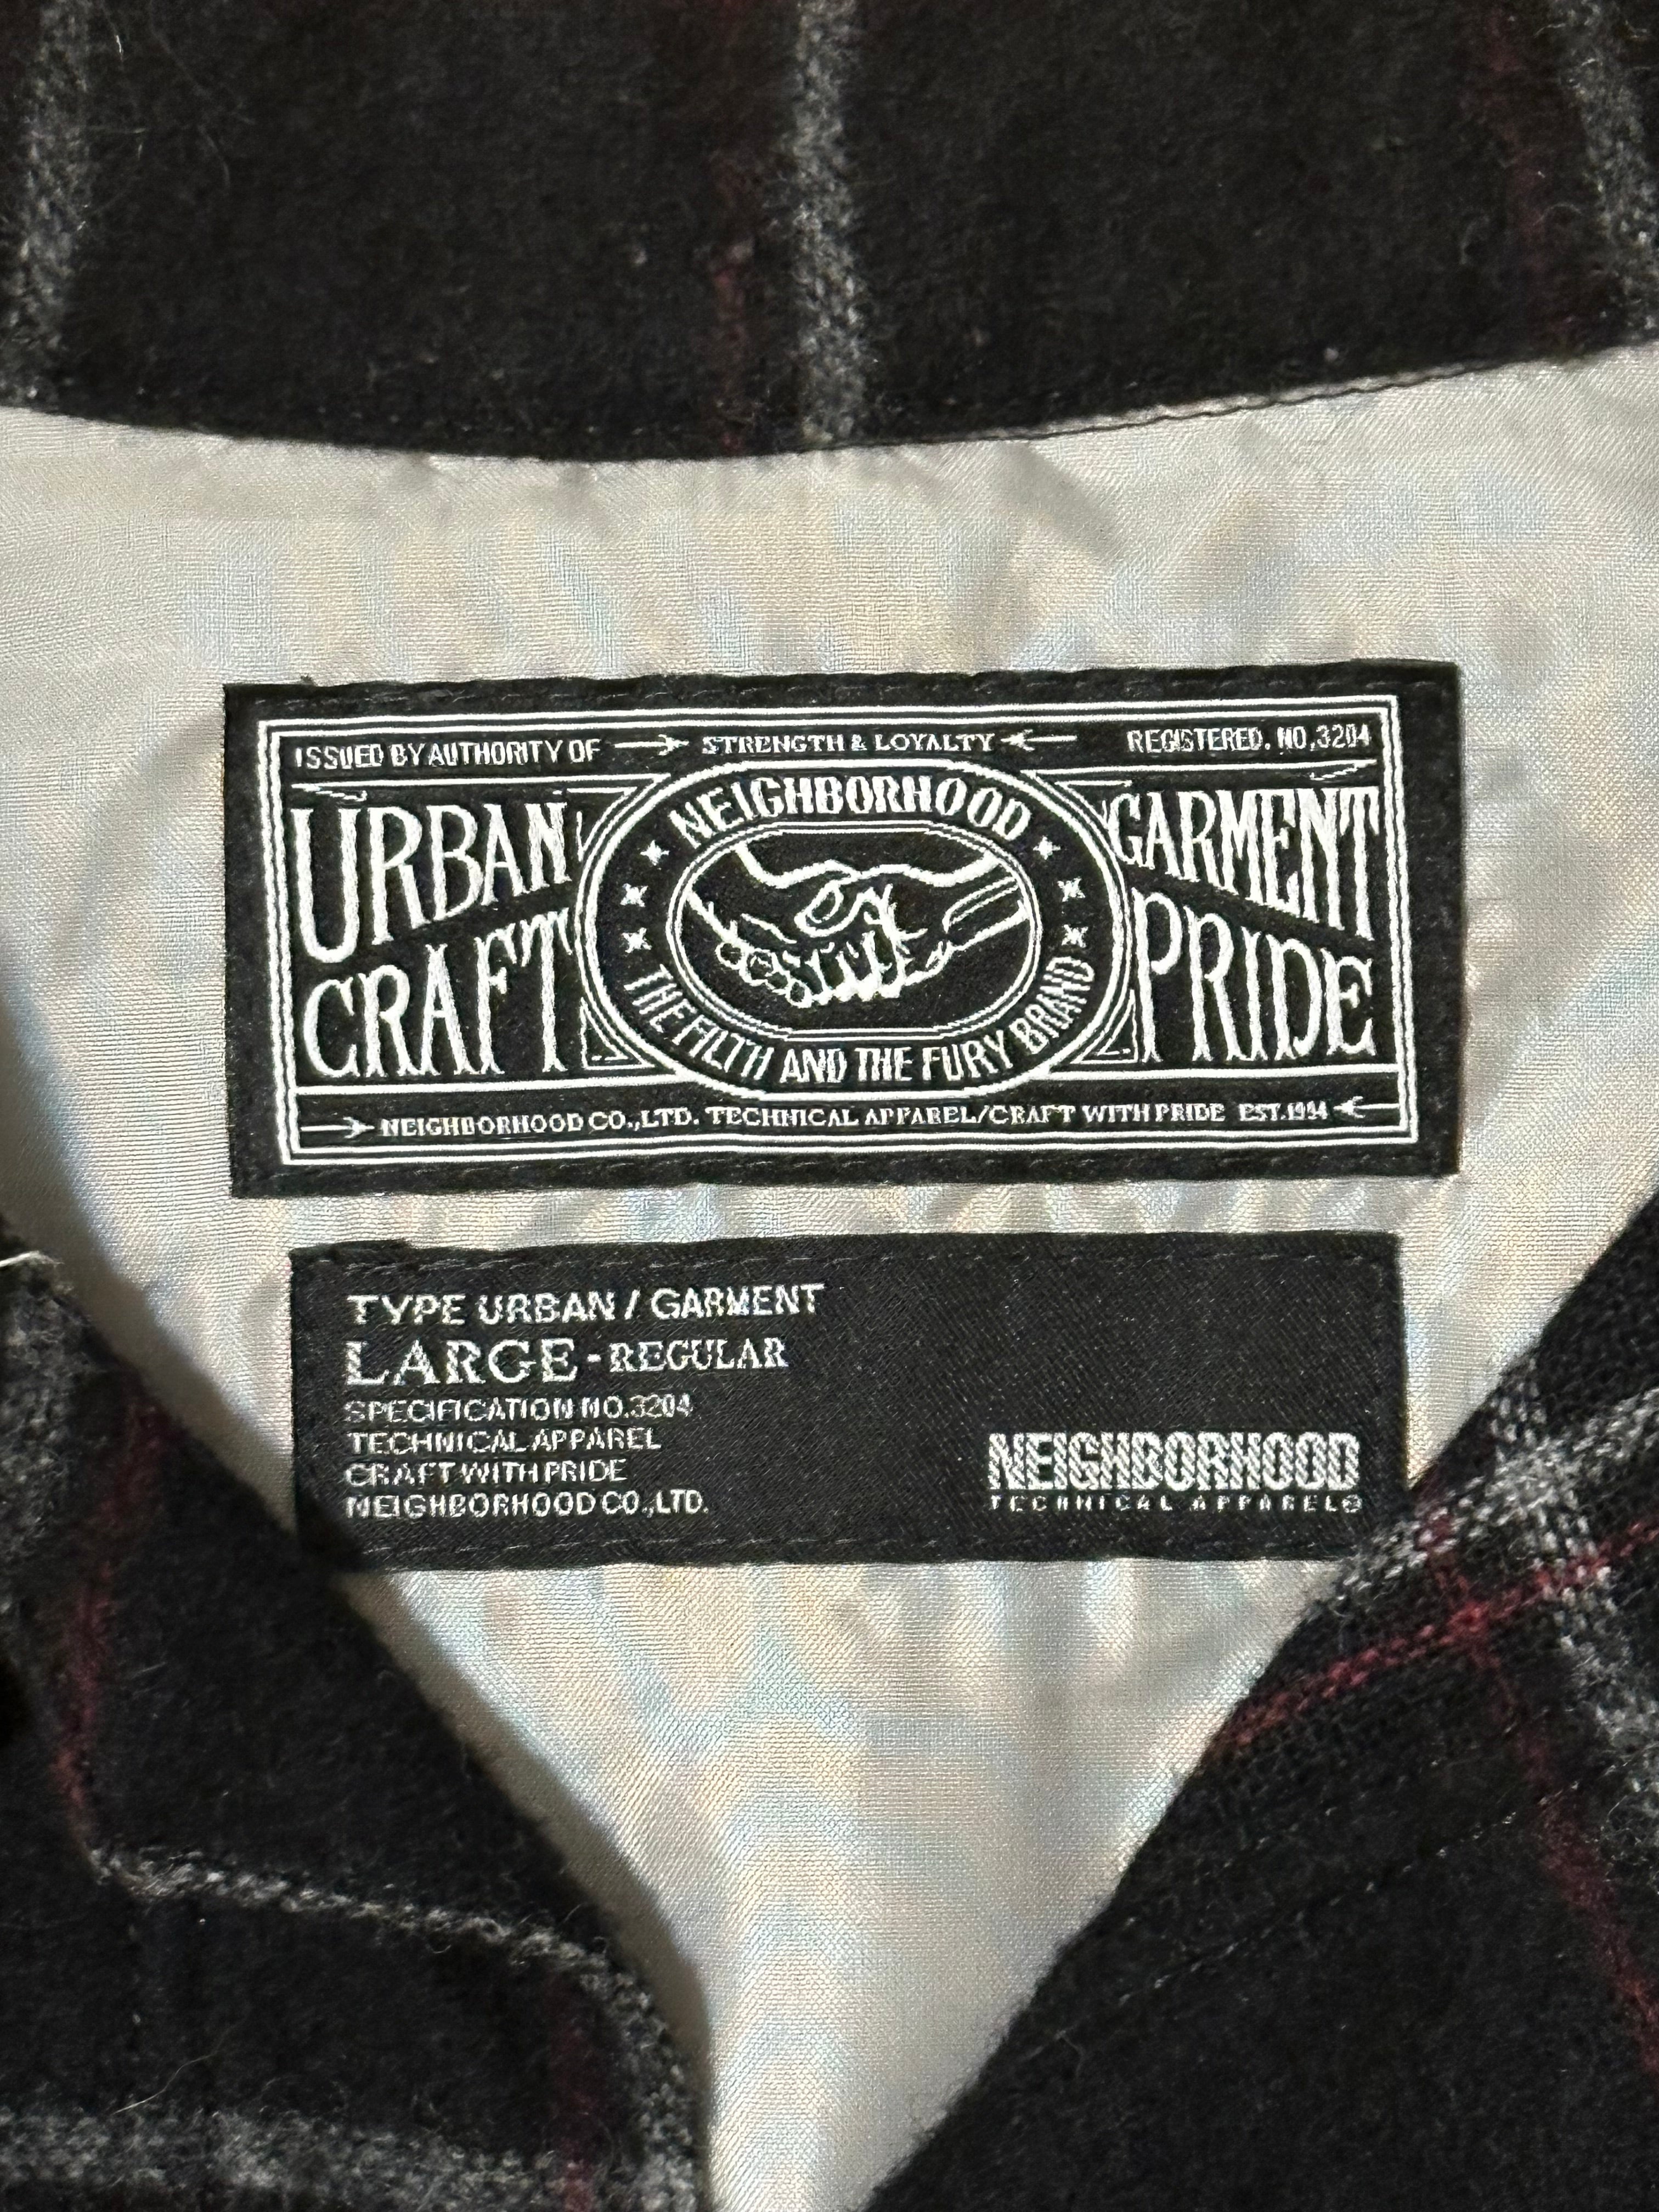 ISSUED BY AUTHORITY OF STRENGTH & LOYALTY REGISTERED. NO,3204
URBAN
CRAFT
NEIGHBORHOOD
THE FILTH AND THE FURY BRAND
GARMENT
PRIDE
NEIGHBORHOOD CO.,LTD. TECHNICAL APPAREL/CRAFT WITH PRIDE EST.1994
TYPE URBAN / GARMENT
LARGE-REGULAR
SPECIFICATION NO.3204
TECHNICAL APPAREL
CRAFT WITH PRIDE
NEIGHBORHOOD CO.,LTD.
NEIGHBORHOOD
TECHNICAL APPAREL®